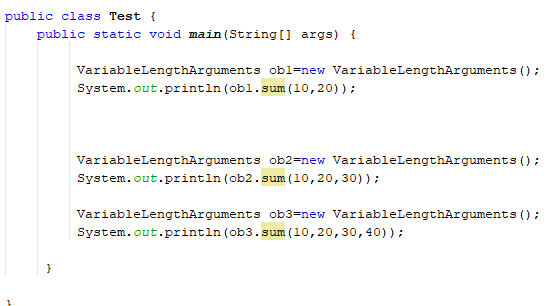 public class Test {
public static void main(String[] args) {
VariableLengthArguments ob1=new VariableLengthArguments();
System.out.println(ob1.sum(10,20));
VariableLengthArguments ob2=new VariableLengthArguments();
System.out.println(ob2.sum(10,20,30));
VariableLengthArguments ob3=new VariableLengthArguments();
System.out.println(ob3.sum(10,20,30,40));
}
}